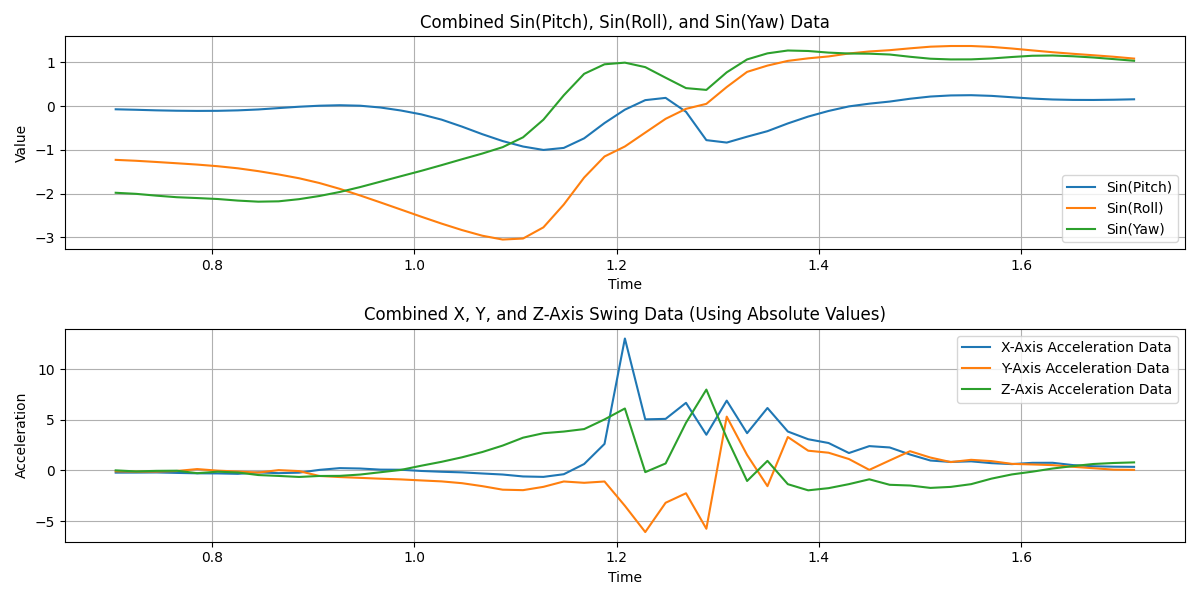 Combined Sin(Pitch), Sin(Roll), and Sin(Yaw) Data
Value
1
0
−1
−2
−3
Sin(Pitch)
Sin(Roll)
Sin(Yaw)
0.8 1.0 1.2 1.4 1.6
Time
Combined X, Y, and Z-Axis Swing Data (Using Absolute Values)
Acceleration
10
5
0
−5
X-Axis Acceleration Data
Y-Axis Acceleration Data
Z-Axis Acceleration Data
0.8 1.0 1.2 1.4 1.6
Time